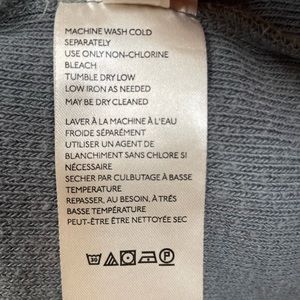 MACHINE WASH COLD
SEPARATELY
USE ONLY NON-CHLORINE
BLEACH
TUMBLE DRY LOW
LOW IRON AS NEEDED
MAY BE DRY CLEANED
LAVER À LA MACHINE À L'EAU
FROIDE SÉPARÉMENT
UTILISER UN AGENT DE
BLANCHIMENT SANS CHLORE SI
NÉCESSAIRE
SECHER PAR CULBUTAGE À BASSE
TEMPERATURE
REPASSER, AU BESOIN, À TRÉS
BASSE TEMPÉRATURE
PEUT-ÊTRE ÊTRE NETTOYÉE SEC
30